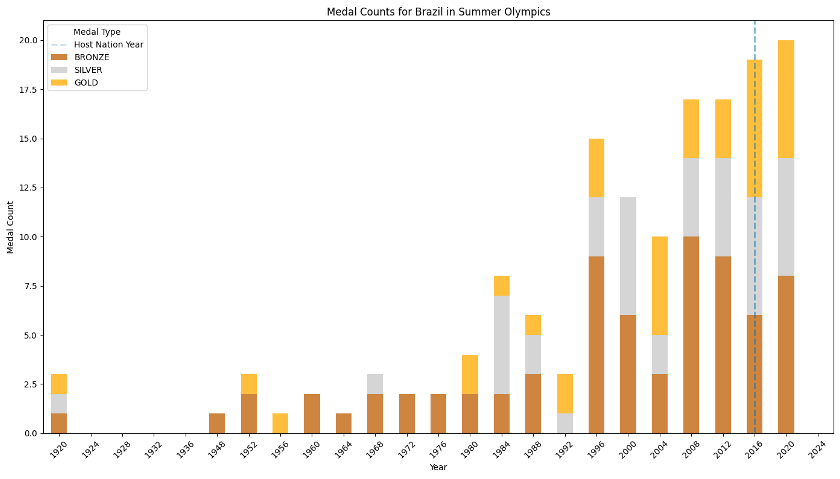 Medal Counts for Brazil in Summer Olympics
Medal Type
Host Nation Year
BRONZE
SILVER
GOLD
20.0
17.5
15.0
12.5
10.0
7.5
5.0
2.5
0.0
Medal Count
1920 1924 1928 1932 1936 1948 1952 1956 1960 1964 1968 1972 1976 1980 1984 1988 1992 1996 2000 2004 2008 2012 2016 2020 2024
Year